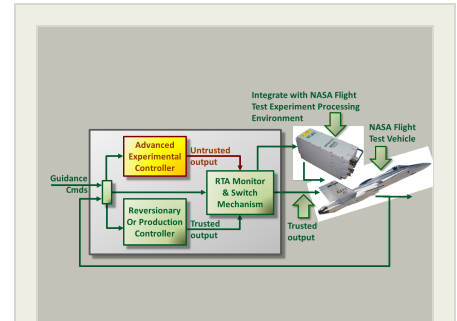 Integrate with NASA Flight
Test Experiment Processing
Environment
NASA Flight
Test Vehicle
Advanced
Experimental
Controller
Untrusted
output
Guidance
Cmds
RTA Monitor
& Switch
Mechanism
Reversionary
Or Production
Controller
Trusted
output
Trusted
output